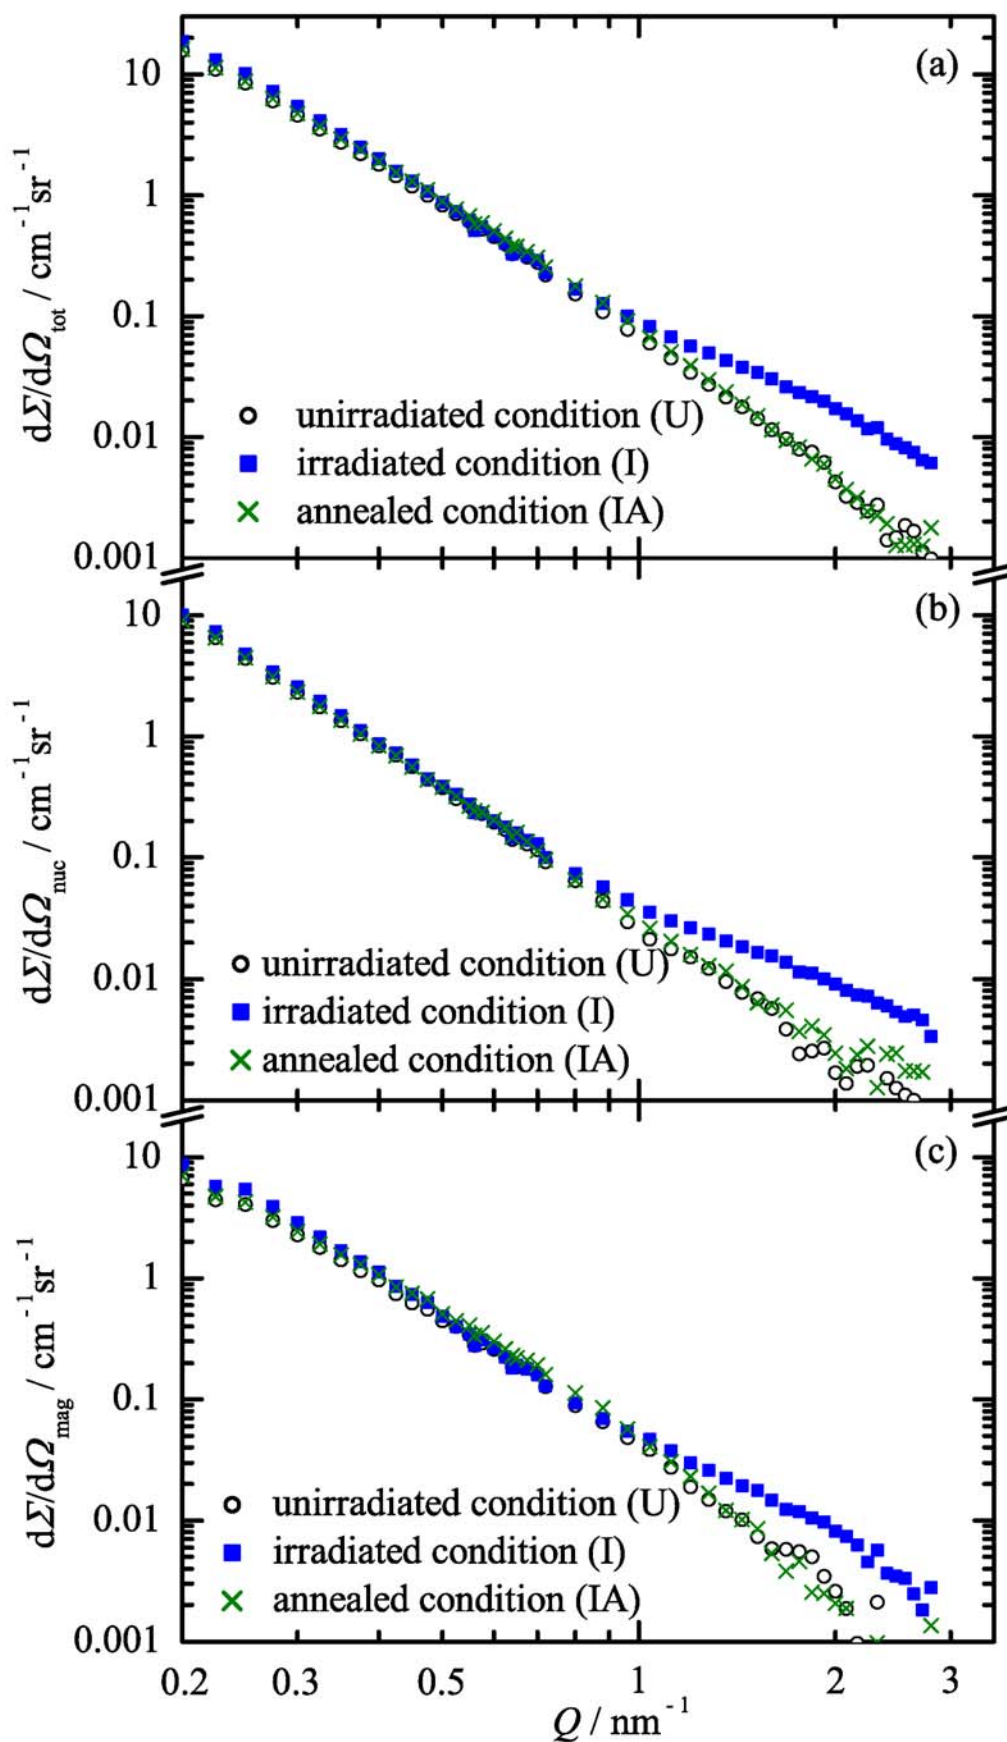 (a)
10
1
0.1
0.01
0.001
dΣ/dΩtot / cm⁻¹sr⁻¹
unirradiated condition (U)
irradiated condition (I)
annealed condition (IA)
(b)
10
1
0.1
0.01
0.001
dΣ/dΩnuc / cm⁻¹sr⁻¹
unirradiated condition (U)
irradiated condition (I)
annealed condition (IA)
(c)
10
1
0.1
0.01
0.001
dΣ/dΩmag / cm⁻¹sr⁻¹
unirradiated condition (U)
irradiated condition (I)
annealed condition (IA)
0.2 0.3 0.5 1 2 3
Q / nm⁻¹